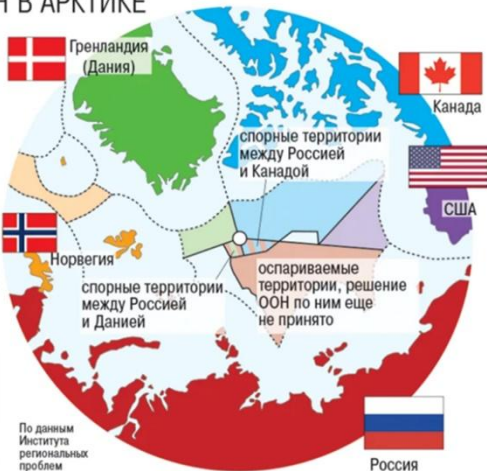 Н В АРКТИКЕ
Гренландия
(Дания)
Канада
спорные территории
между Россией
и Канадой
США
Норвегия
спорные территории
между Россией
и Данией
оспариваемые
территории, решение
ООН по ним еще
не принято
По данным
Института
региональных
проблем
Россия